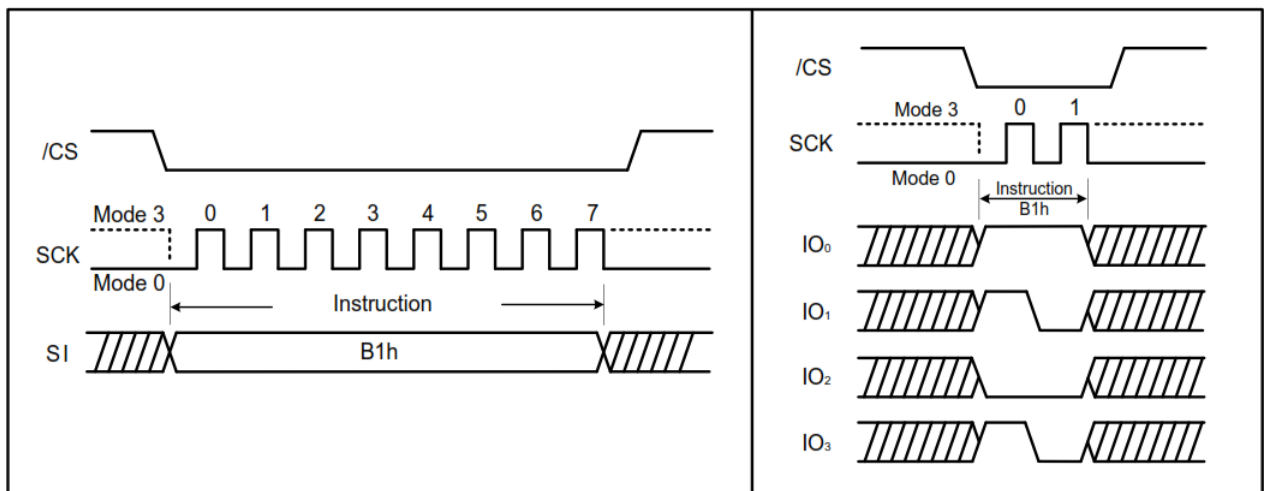 /CS
Mode 3 0 1 2 3 4 5 6 7
SCK
Mode 0
Instruction
SI
B1h
/CS
Mode 3 0 1
SCK
Mode 0
Instruction
B1h
IO₀
IO₁
IO₂
IO₃